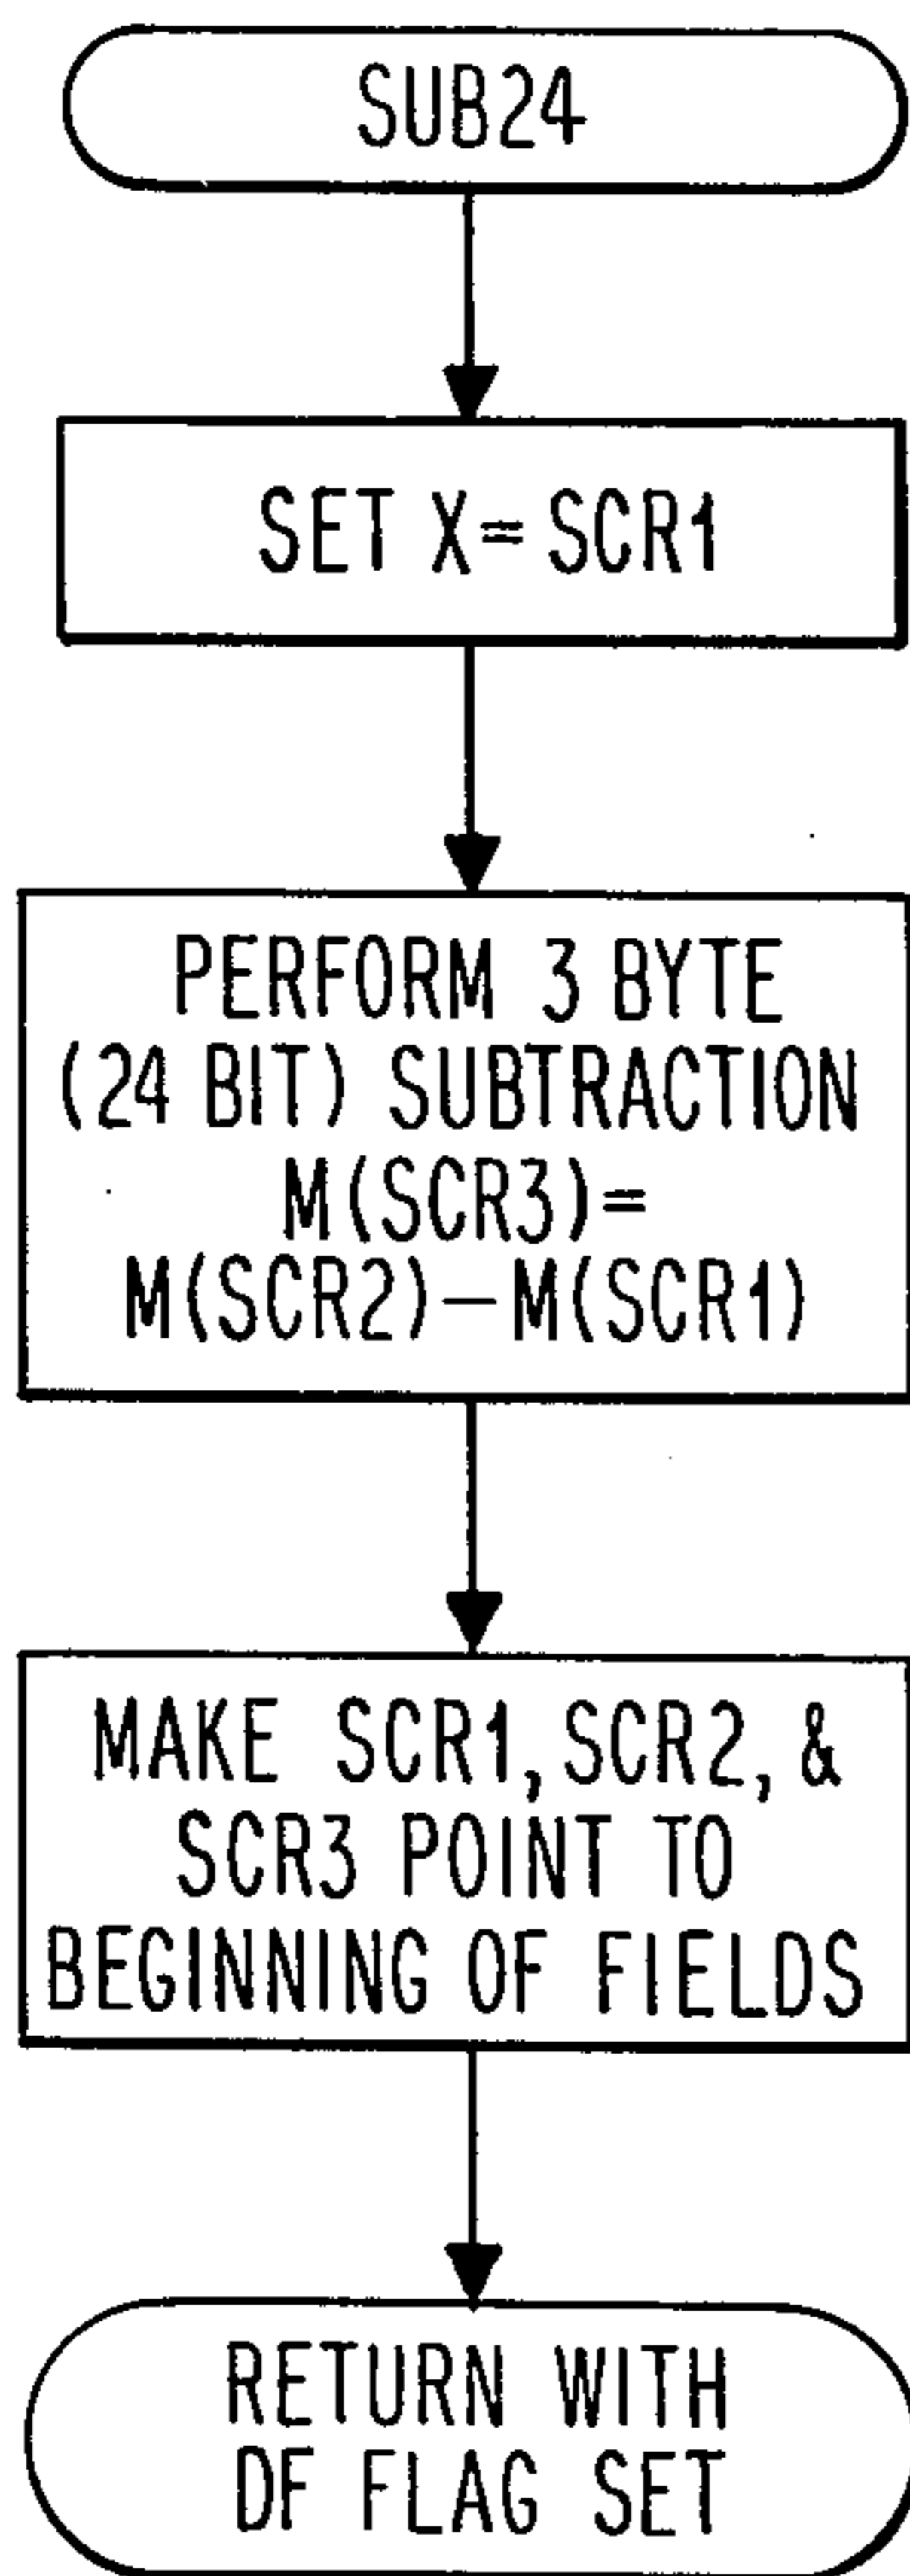 SUB24
SET X=SCR1
PERFORM 3 BYTE
(24 BIT) SUBTRACTION
M(SCR3)=
M(SCR2)-M(SCR1)
MAKE SCR1, SCR2, &
SCR3 POINT TO
BEGINNING OF FIELDS
RETURN WITH
DF FLAG SET